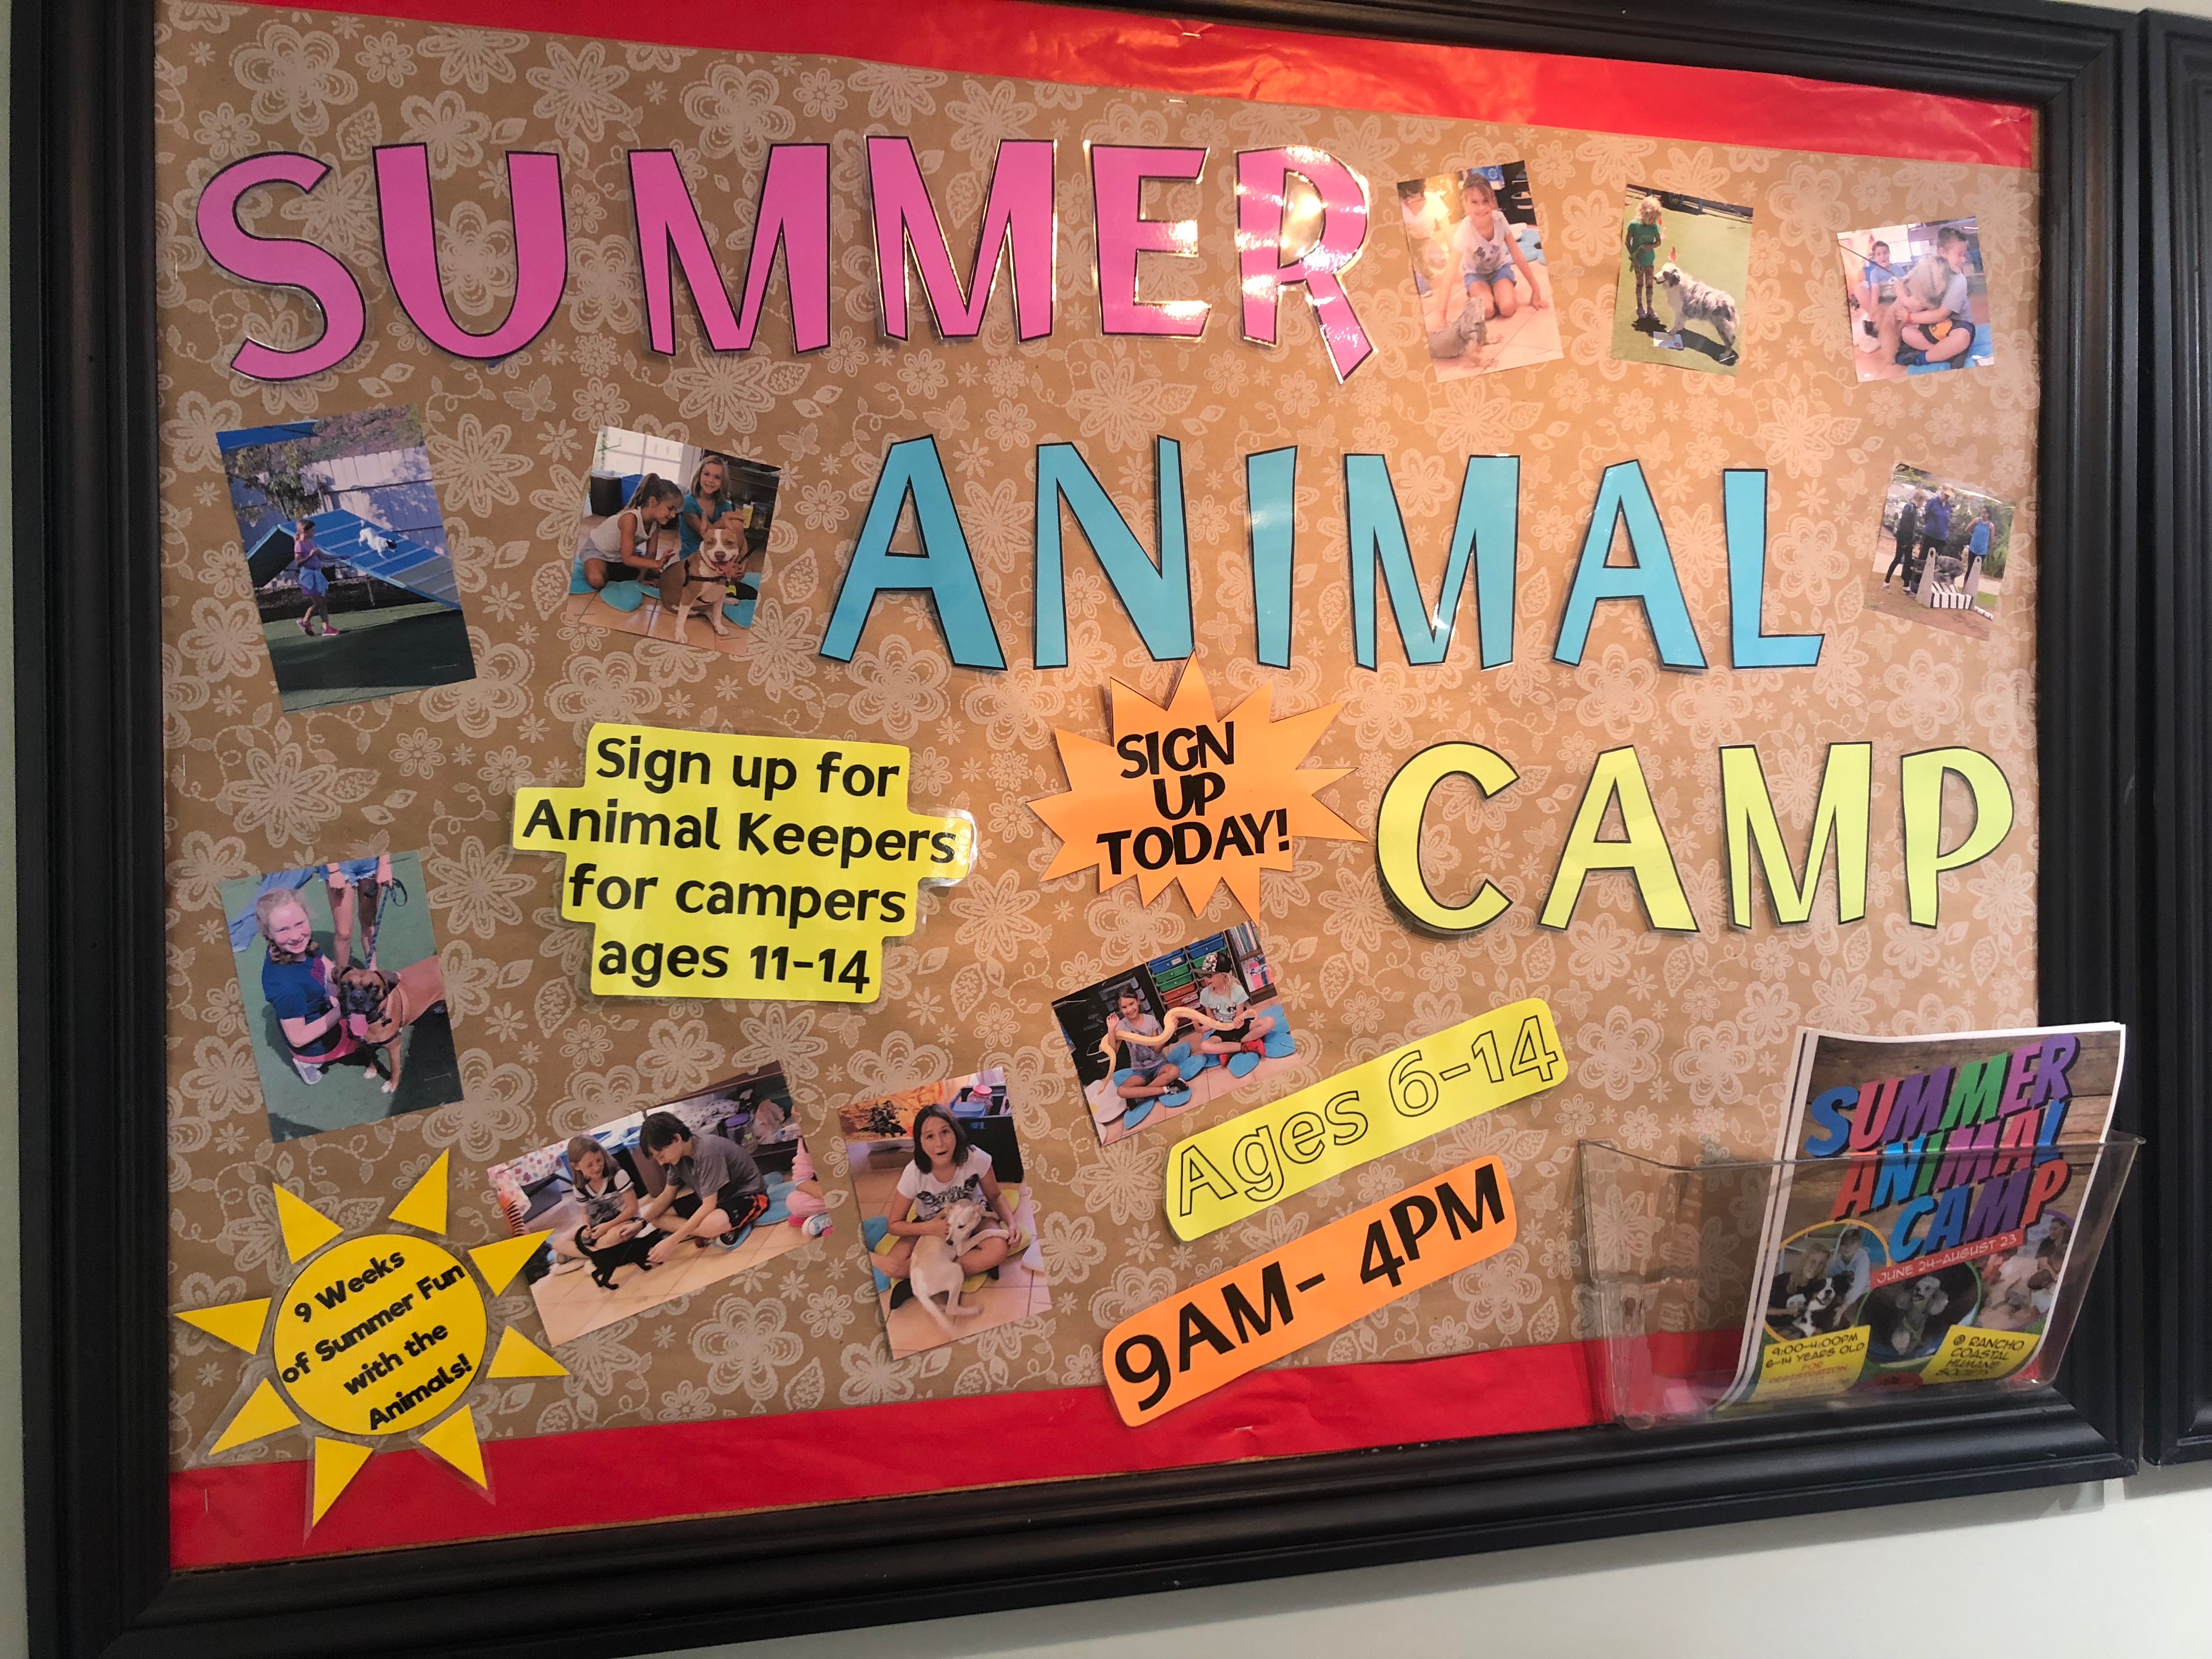 SUMMER
ANIMAL
CAMP
Sign up for
Animal Keepers
for campers
ages 11-14
SIGN
UP
TODAY!
Ages 6-14
9AM- 4PM
9 Weeks
of Summer Fun
with the
Animals!
SUMMER
ANIMAL
CAMP
JUNE 24-AUGUST 23
9:00-4:00PM
6-14 YEARS OLD
FOR
REGISTRATION
@ RANCHO
COASTAL
HUMANE
SOCIETY